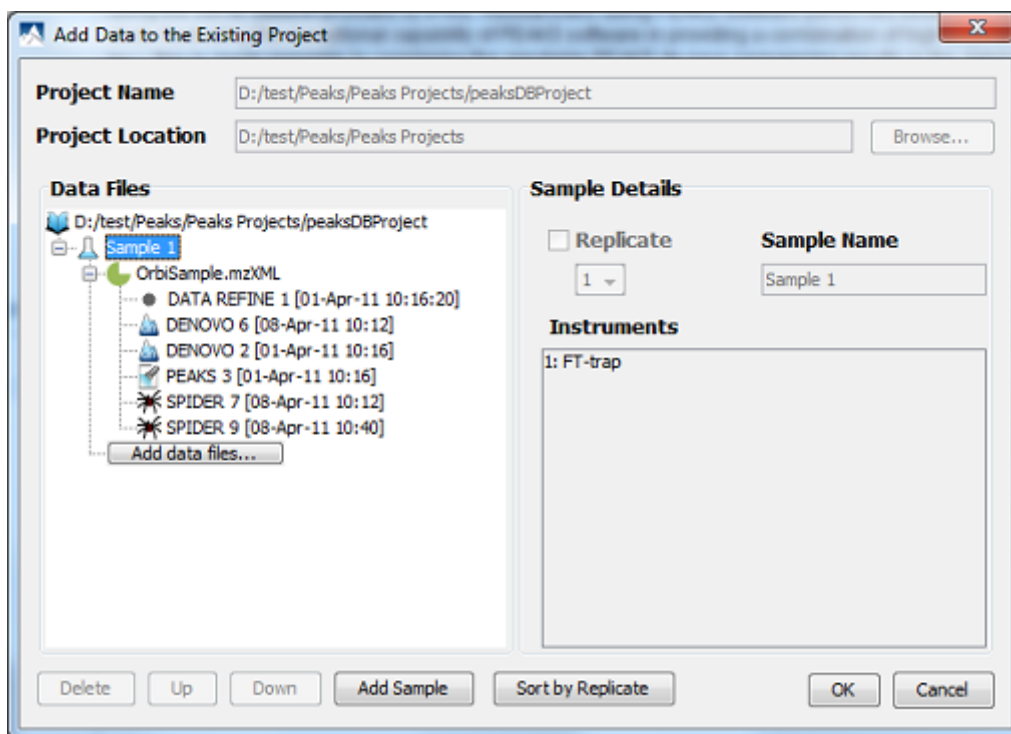 Add Data to the Existing Project
Project Name D:/test/Peaks/Peaks Projects/peaksDBProject
Project Location D:/test/Peaks/Peaks Projects Browse...
Data Files
D:/test/Peaks/Peaks Projects/peaksDBProject
Sample 1
OrbiSample.mzXML
DATA REFINE 1 [01-Apr-11 10:16:20]
DENOVO 6 [08-Apr-11 10:12]
DENOVO 2 [01-Apr-11 10:16]
PEAKS 3 [01-Apr-11 10:16]
SPIDER 7 [08-Apr-11 10:12]
SPIDER 9 [08-Apr-11 10:40]
Add data files...
Sample Details
Replicate Sample Name
1 Sample 1
Instruments
1: FT-trap
Delete Up Down Add Sample Sort by Replicate OK Cancel